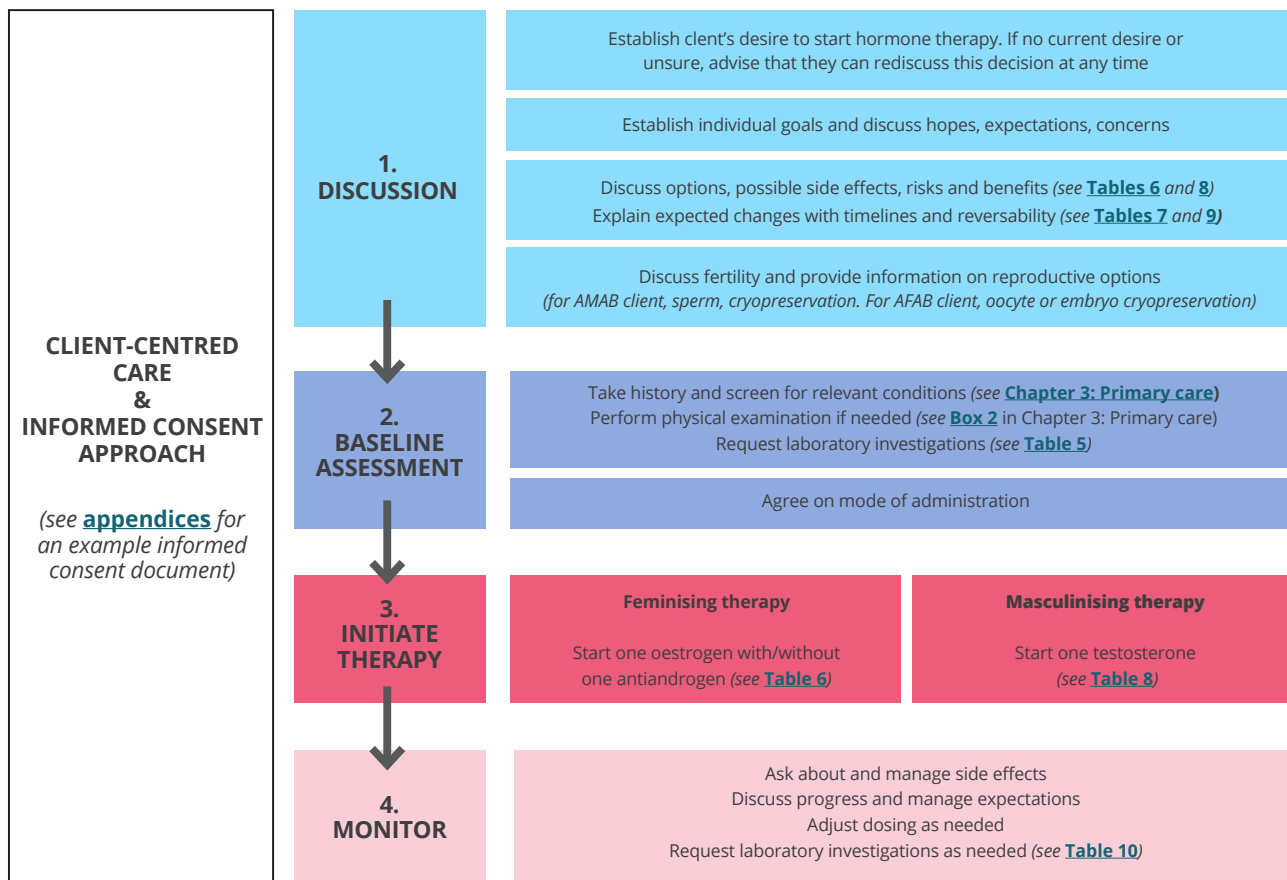 CLIENT-CENTRED
CARE
&
INFORMED CONSENT
APPROACH
(see appendices for
an example informed
consent document)
1.
DISCUSSION
Establish clent's desire to start hormone therapy. If no current desire or
unsure, advise that they can rediscuss this decision at any time
Establish individual goals and discuss hopes, expectations, concerns
Discuss options, possible side effects, risks and benefits (see Tables 6 and 8)
Explain expected changes with timelines and reversability (see Tables 7 and 9)
Discuss fertility and provide information on reproductive options
(for AMAB client, sperm, cryopreservation. For AFAB client, oocyte or embryo cryopreservation)
2.
BASELINE
ASSESSMENT
Take history and screen for relevant conditions (see Chapter 3: Primary care)
Perform physical examination if needed (see Box 2 in Chapter 3: Primary care)
Request laboratory investigations (see Table 5)
Agree on mode of administration
3.
INITIATE
THERAPY
Feminising therapy
Start one oestrogen with/without
one antiandrogen (see Table 6)
Masculinising therapy
Start one testosterone
(see Table 8)
4.
MONITOR
Ask about and manage side effects
Discuss progress and manage expectations
Adjust dosing as needed
Request laboratory investigations as needed (see Table 10)